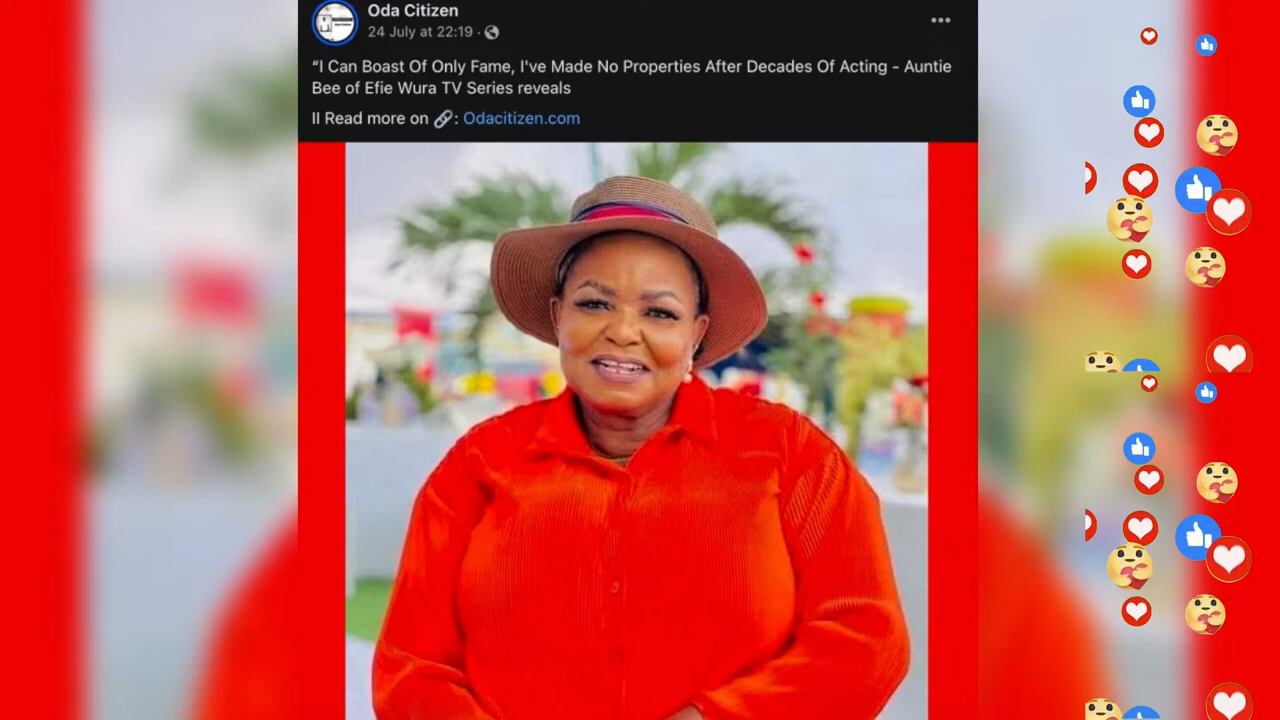 Oda Citizen
24 July at 22:19 ·
“I Can Boast Of Only Fame, I've Made No Properties After Decades Of Acting - Auntie
Bee of Efie Wura TV Series reveals
II Read more on 🔗: Odacitizen.com